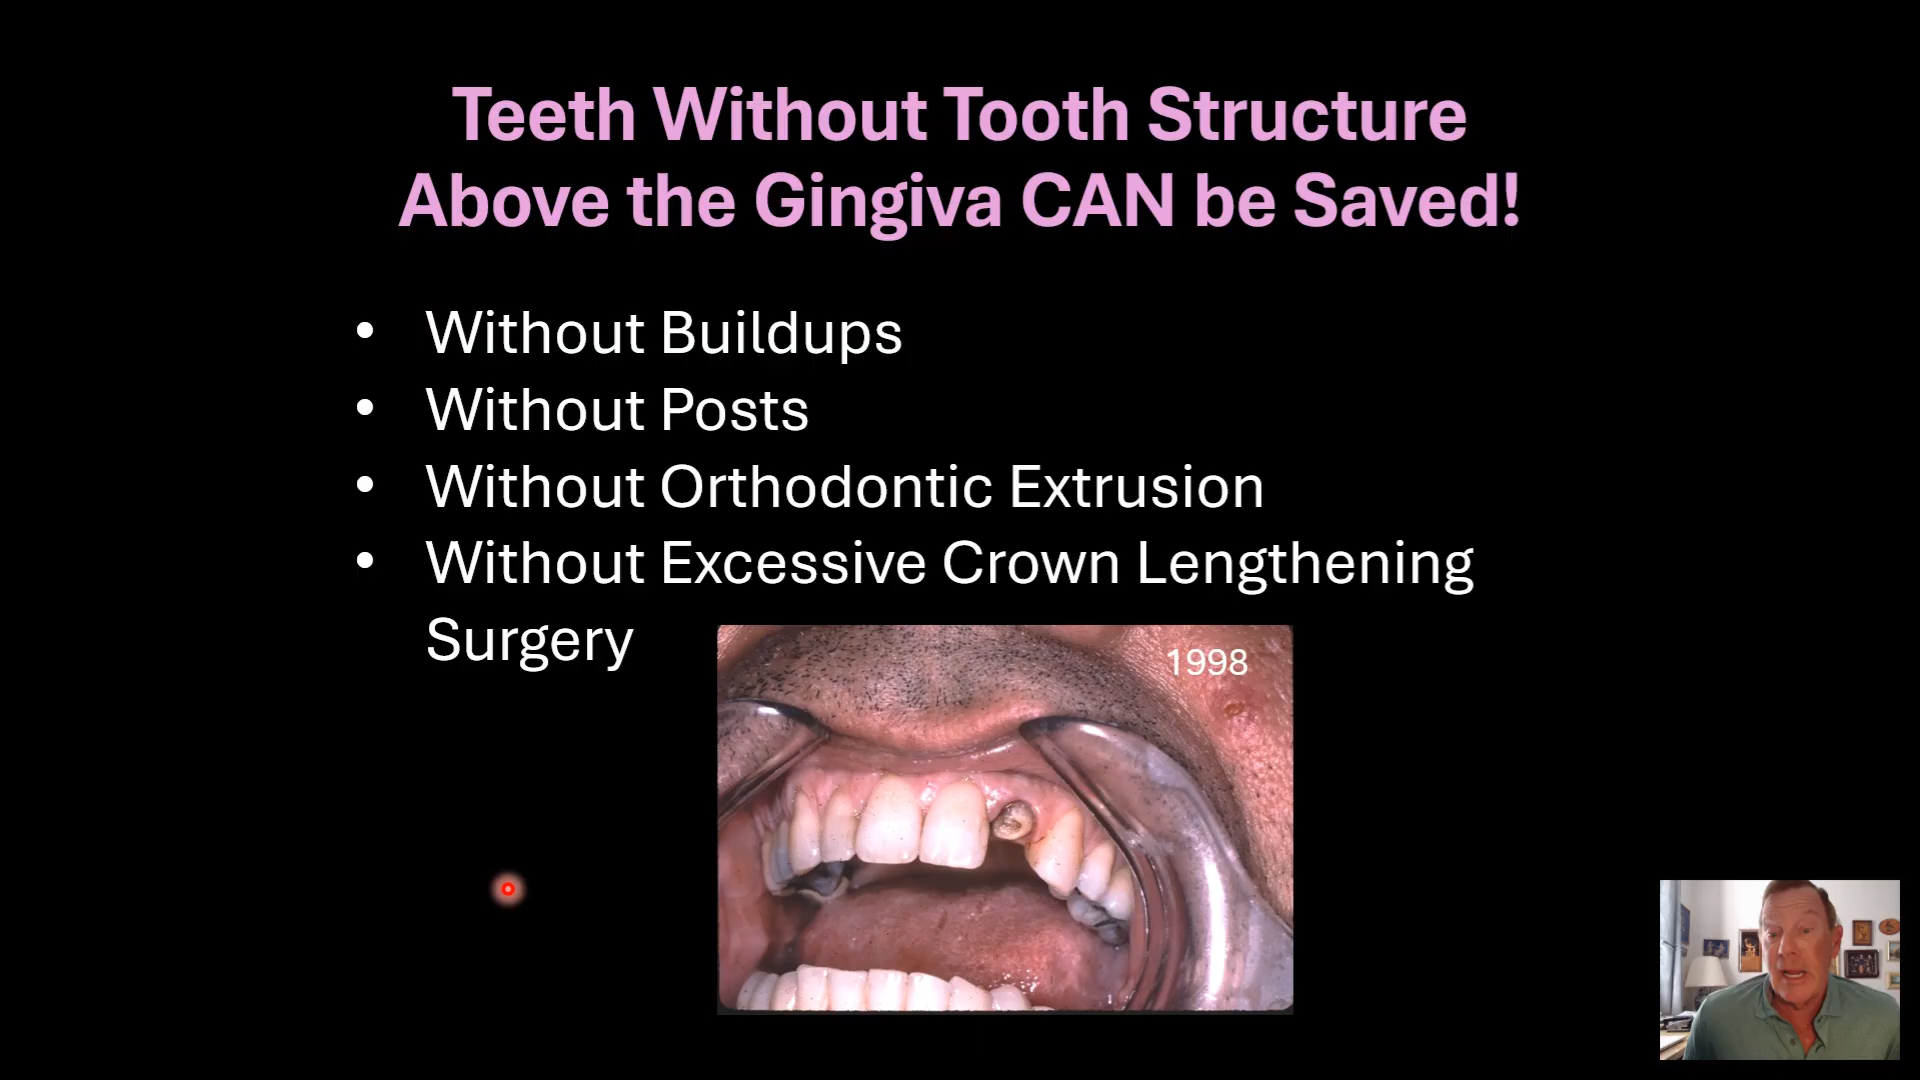 Teeth Without Tooth Structure
Above the Gingiva CAN be Saved!
• Without Buildups
• Without Posts
• Without Orthodontic Extrusion
• Without Excessive Crown Lengthening
Surgery
1998